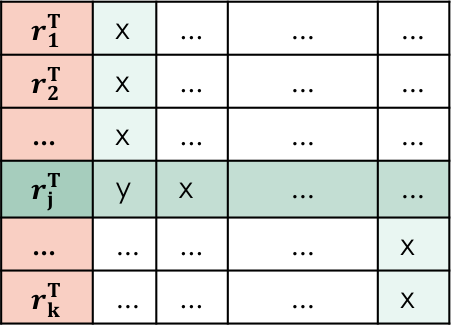 r₁ᵀ x ... ... ...
r₂ᵀ x ... ... ...
... x ... ... ...
rⱼᵀ y x ... ...
... ... ... ... x
rₖᵀ ... ... ... x